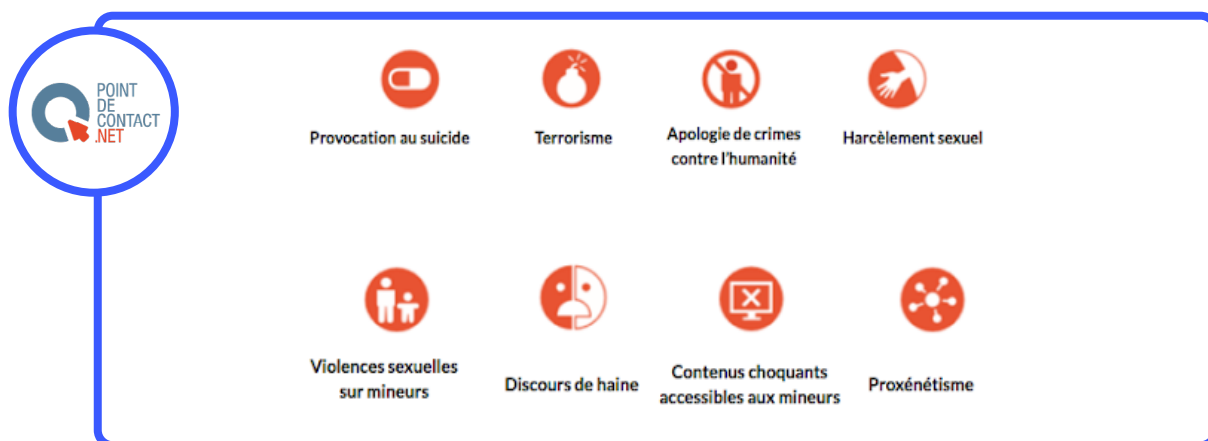 POINT
DE
CONTACT
.NET
Provocation au suicide
Terrorisme
Apologie de crimes
contre l'humanité
Harcèlement sexuel
Violences sexuelles
sur mineurs
Discours de haine
Contenus choquants
accessibles aux mineurs
Proxénétisme